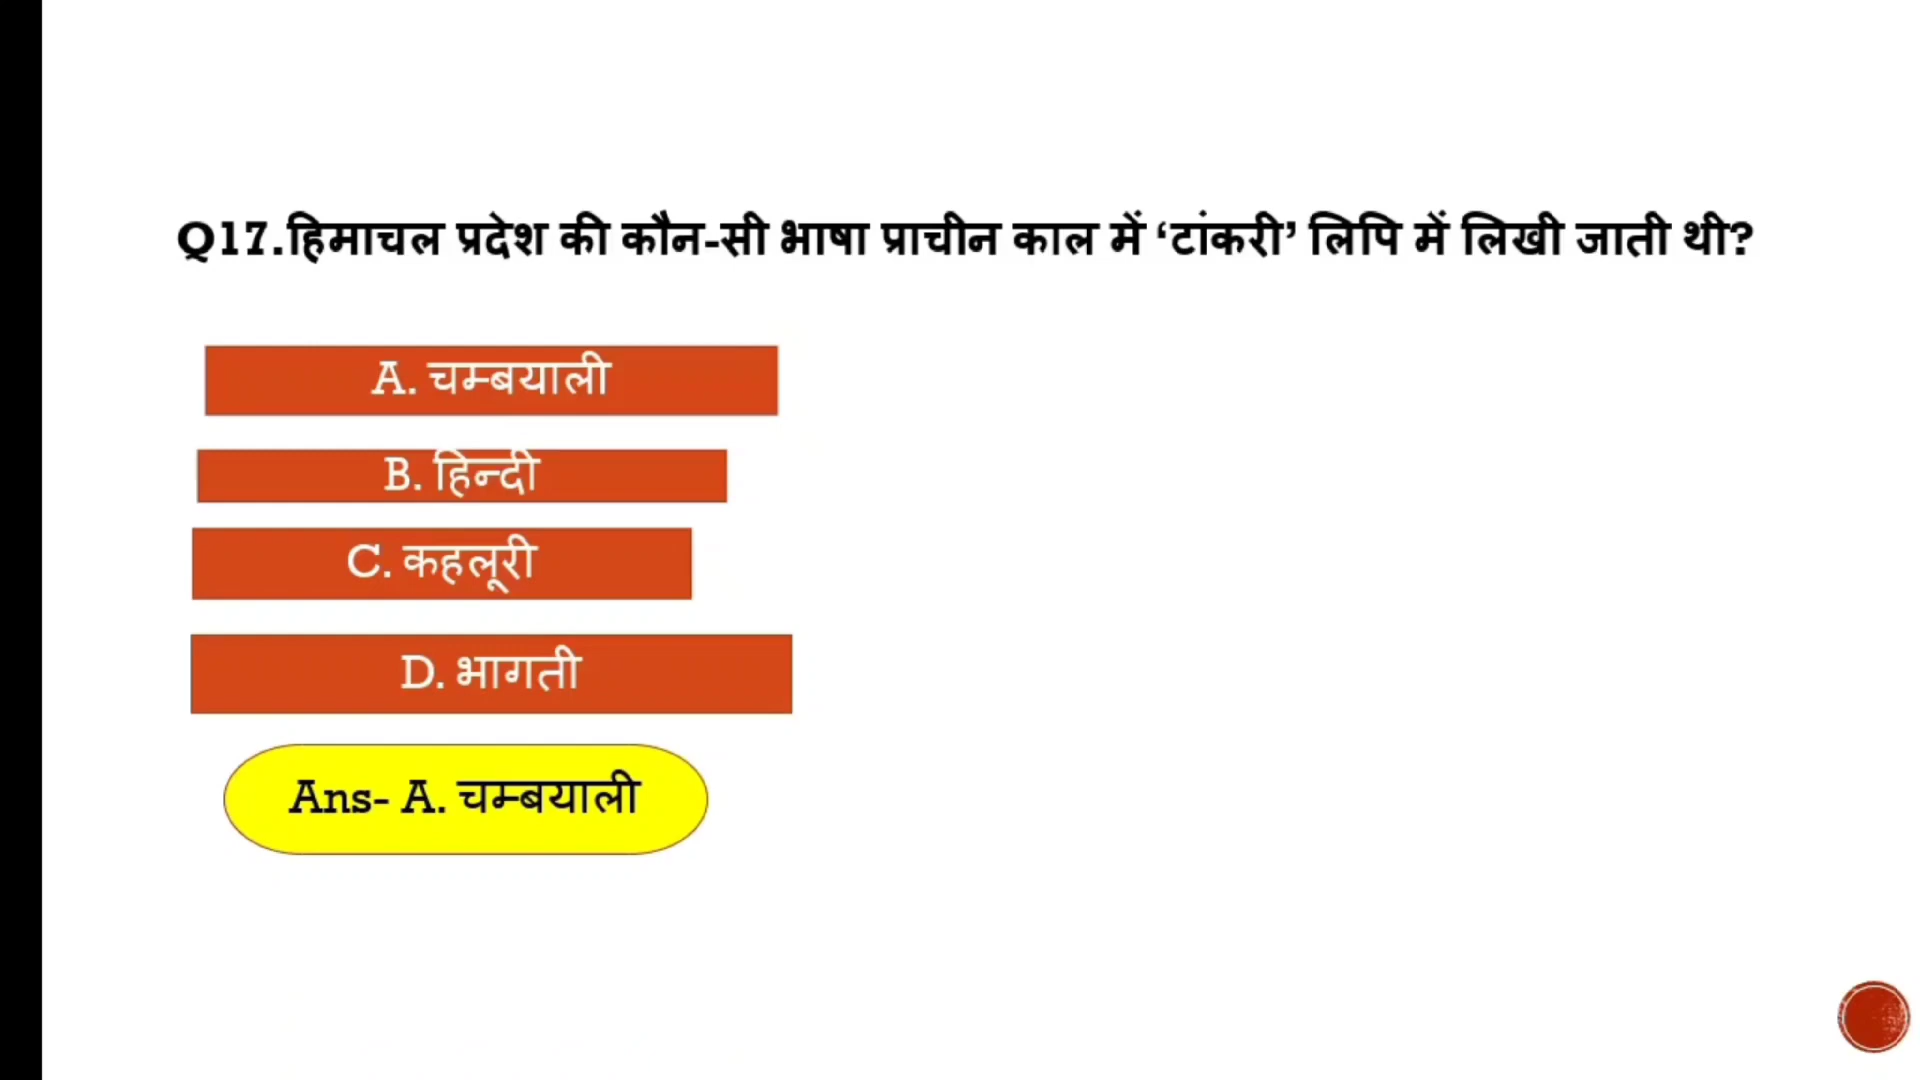 Q17.हिमाचल प्रदेश की कौन-सी भाषा प्राचीन काल में ‘टांकरी’ लिपि में लिखी जाती थी?
A. चम्बयाली
B. हिन्दी
C. कहलूरी
D. भागती
Ans- A. चम्बयाली